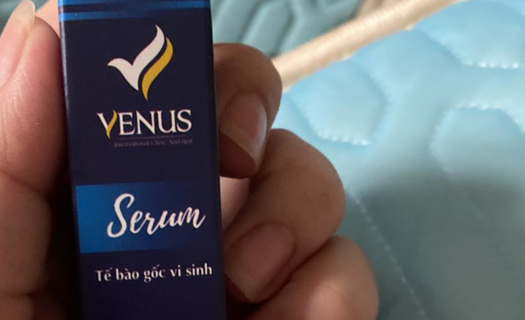 VENUS
Serum
Tế bào gốc vi sinh